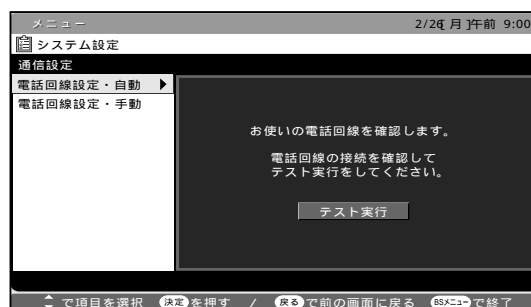 メニュー 2/26(月)午前 9:00
システム設定
通信設定
電話回線設定・自動
電話回線設定・手動
お使いの電話回線を確認します。
電話回線の接続を確認して
テスト実行をしてください。
テスト実行
で項目を選択 決定を押す / 戻るで前の画面に戻る BSメニューで終了